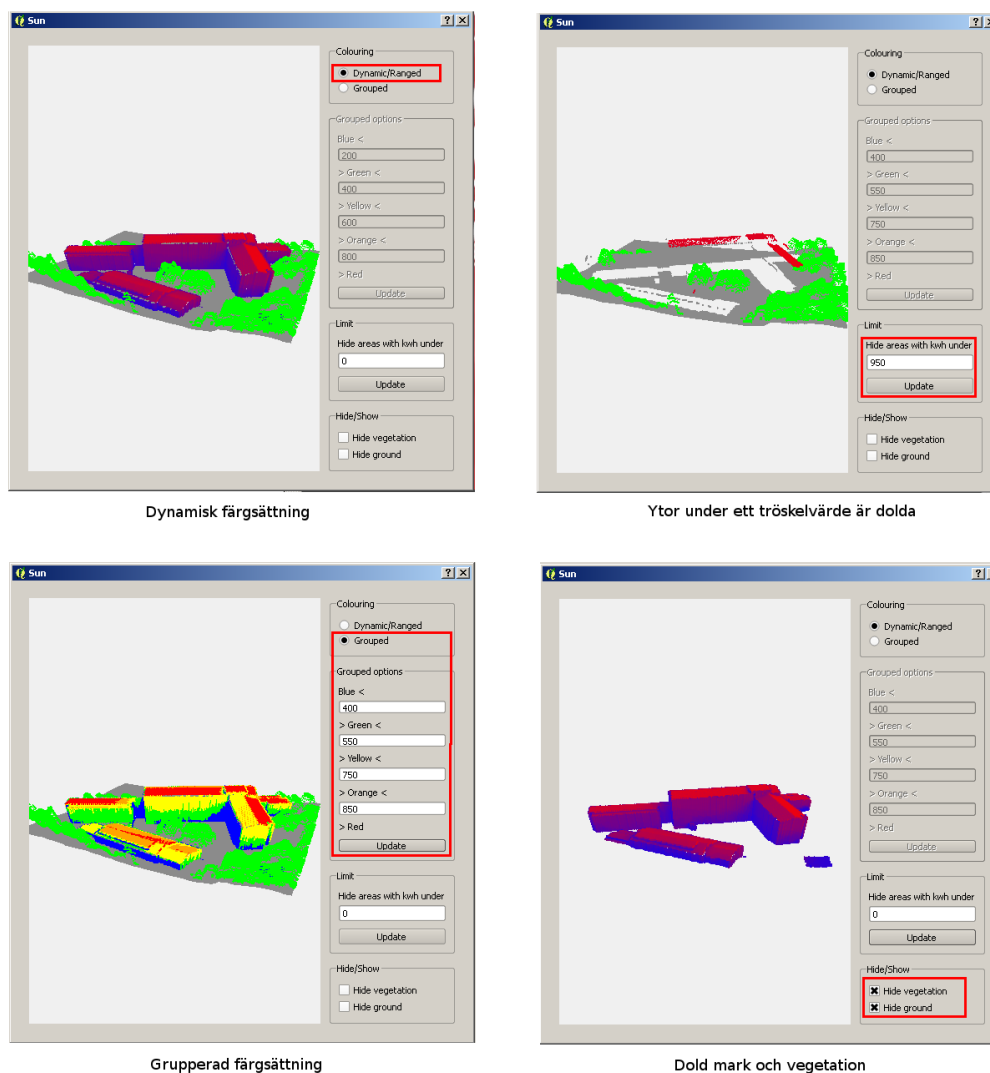 Sun
Colouring
Dynamic/Ranged
Grouped
Grouped options
Blue <
200
> Green <
400
> Yellow <
600
> Orange <
800
> Red
Update
Limit
Hide areas with kwh under
0
Update
Hide/Show
Hide vegetation
Hide ground
Dynamisk färgsättning
Sun
Colouring
Dynamic/Ranged
Grouped
Grouped options
Blue <
400
> Green <
550
> Yellow <
750
> Orange <
850
> Red
Update
Limit
Hide areas with kwh under
950
Update
Hide/Show
Hide vegetation
Hide ground
Ytor under ett tröskelvärde är dolda
Sun
Colouring
Dynamic/Ranged
Grouped
Grouped options
Blue <
400
> Green <
550
> Yellow <
750
> Orange <
850
> Red
Update
Limit
Hide areas with kwh under
0
Update
Hide/Show
Hide vegetation
Hide ground
Grupperad färgsättning
Sun
Colouring
Dynamic/Ranged
Grouped
Grouped options
Blue <
400
> Green <
550
> Yellow <
750
> Orange <
850
> Red
Update
Limit
Hide areas with kwh under
0
Update
Hide/Show
Hide vegetation
Hide ground
Dold mark och vegetation